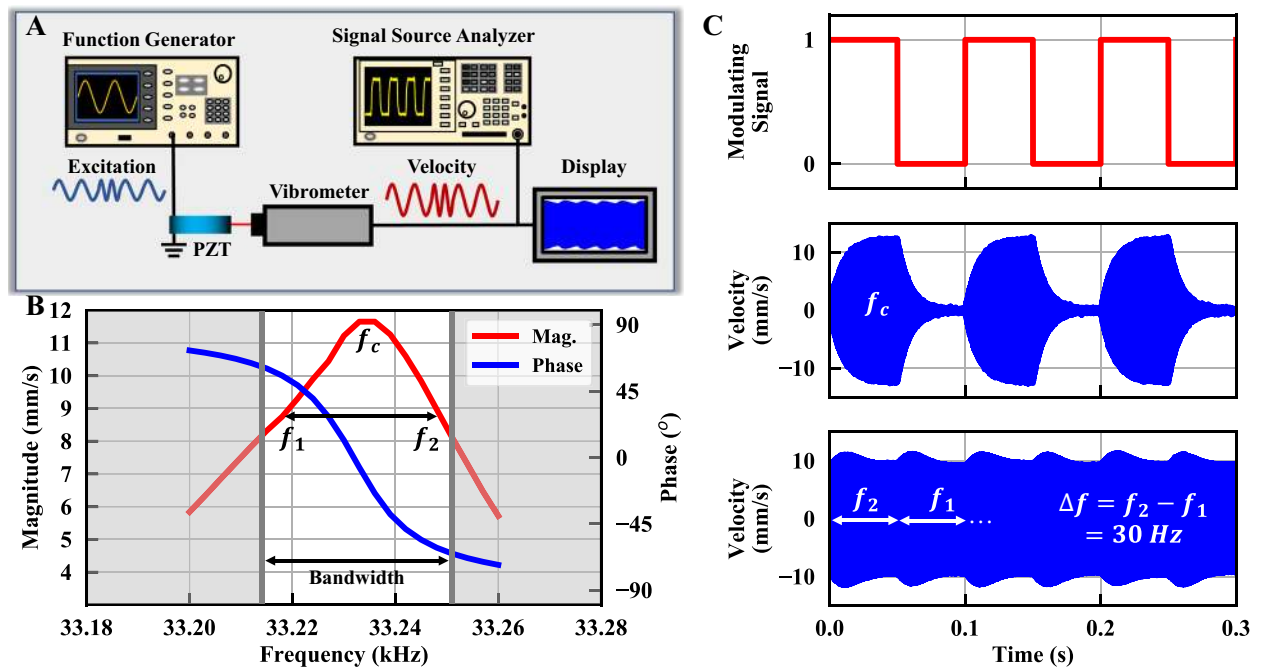 A
Function Generator
Signal Source Analyzer
Excitation
Velocity
Display
Vibrometer
PZT
B
12
11
10
9
8
7
6
5
4
Magnitude (mm/s)
f_c
Mag.
Phase
f_1
f_2
Bandwidth
90
45
0
−45
−90
Phase (°)
33.18 33.20 33.22 33.24 33.26 33.28
Frequency (kHz)
C
1
0
Modulating
Signal
10
0
−10
Velocity
(mm/s)
f_c
10
0
−10
Velocity
(mm/s)
f_2
f_1
...
Δf = f_2 − f_1
= 30 Hz
0.0 0.1 0.2 0.3
Time (s)